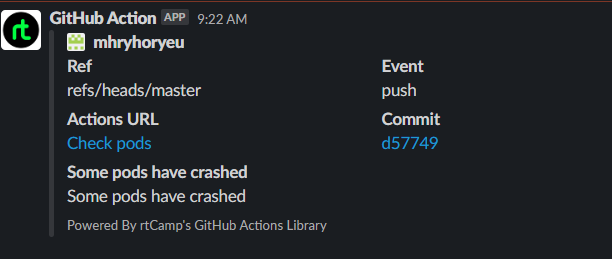 rt
GitHub Action APP 9:22 AM
mhryhoryeu
Ref Event
refs/heads/master push
Actions URL Commit
Check pods d57749
Some pods have crashed
Some pods have crashed
Powered By rtCamp's GitHub Actions Library